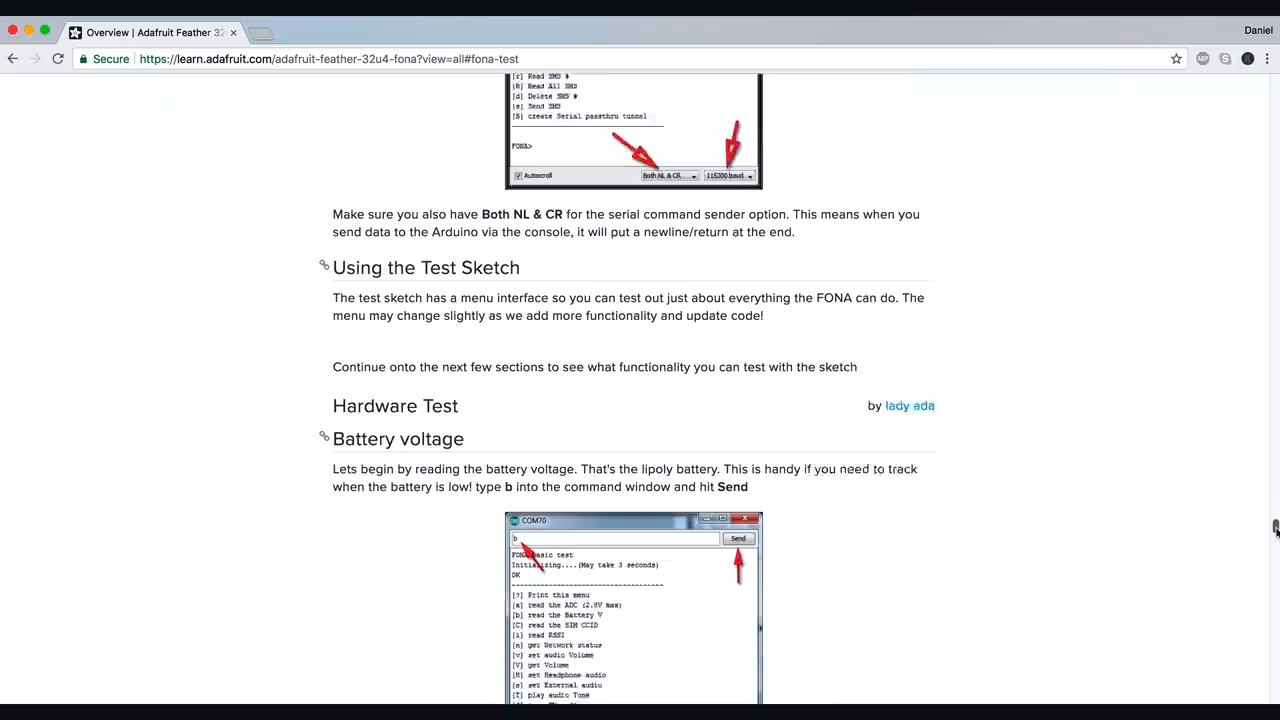 Overview | Adafruit Feather 32
Daniel
Secure
https://learn.adafruit.com/adafruit-feather-32u4-fona?view=all#fona-test
ABP
[r] Read SMS #
[R] Read All SMS
[d] Delete SMS #
[s] Send SMS
[S] create Serial passthru tunnel
FONA>
Autoscroll
Both NL & CR
115200 baud
Make sure you also have Both NL & CR for the serial command sender option. This means when you
send data to the Arduino via the console, it will put a newline/return at the end.
Using the Test Sketch
The test sketch has a menu interface so you can test out just about everything the FONA can do. The
menu may change slightly as we add more functionality and update code!
Continue onto the next few sections to see what functionality you can test with the sketch
Hardware Test
by lady ada
Battery voltage
Lets begin by reading the battery voltage. That's the lipoly battery. This is handy if you need to track
when the battery is low! type b into the command window and hit Send
COM70
b
Send
FONA basic test
Initializing....(May take 3 seconds)
OK
[?] Print this menu
[a] read the ADC (2.8V max)
[b] read the Battery V
[C] read the SIM CCID
[i] read RSSI
[n] get Network status
[v] set audio Volume
[V] get Volume
[H] set Headphone audio
[e] set External audio
[T] play audio Tone